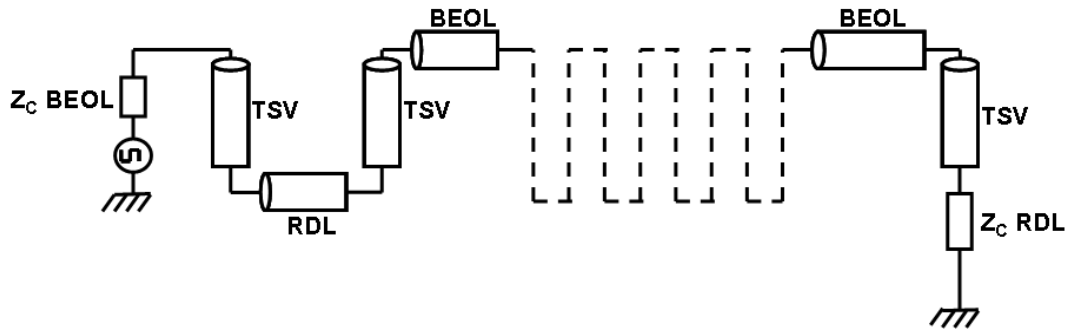 BEOL
BEOL
Z_C BEOL
TSV
TSV
TSV
RDL
Z_C RDL